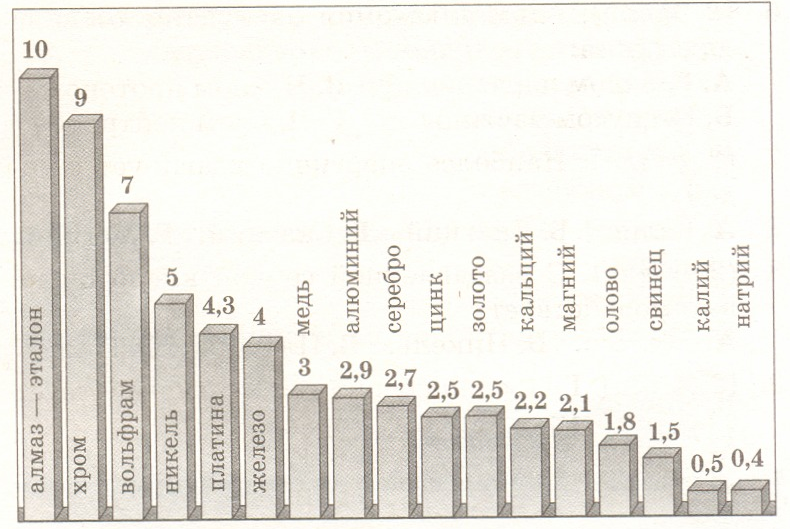 10
9
7
5
4,3
4
3
2,9
2,7
2,5
2,5
2,2
2,1
1,8
1,5
0,5
0,4
алмаз — эталон
хром
вольфрам
никель
платина
железо
медь
алюминий
серебро
цинк
золото
кальций
магний
олово
свинец
калий
натрий